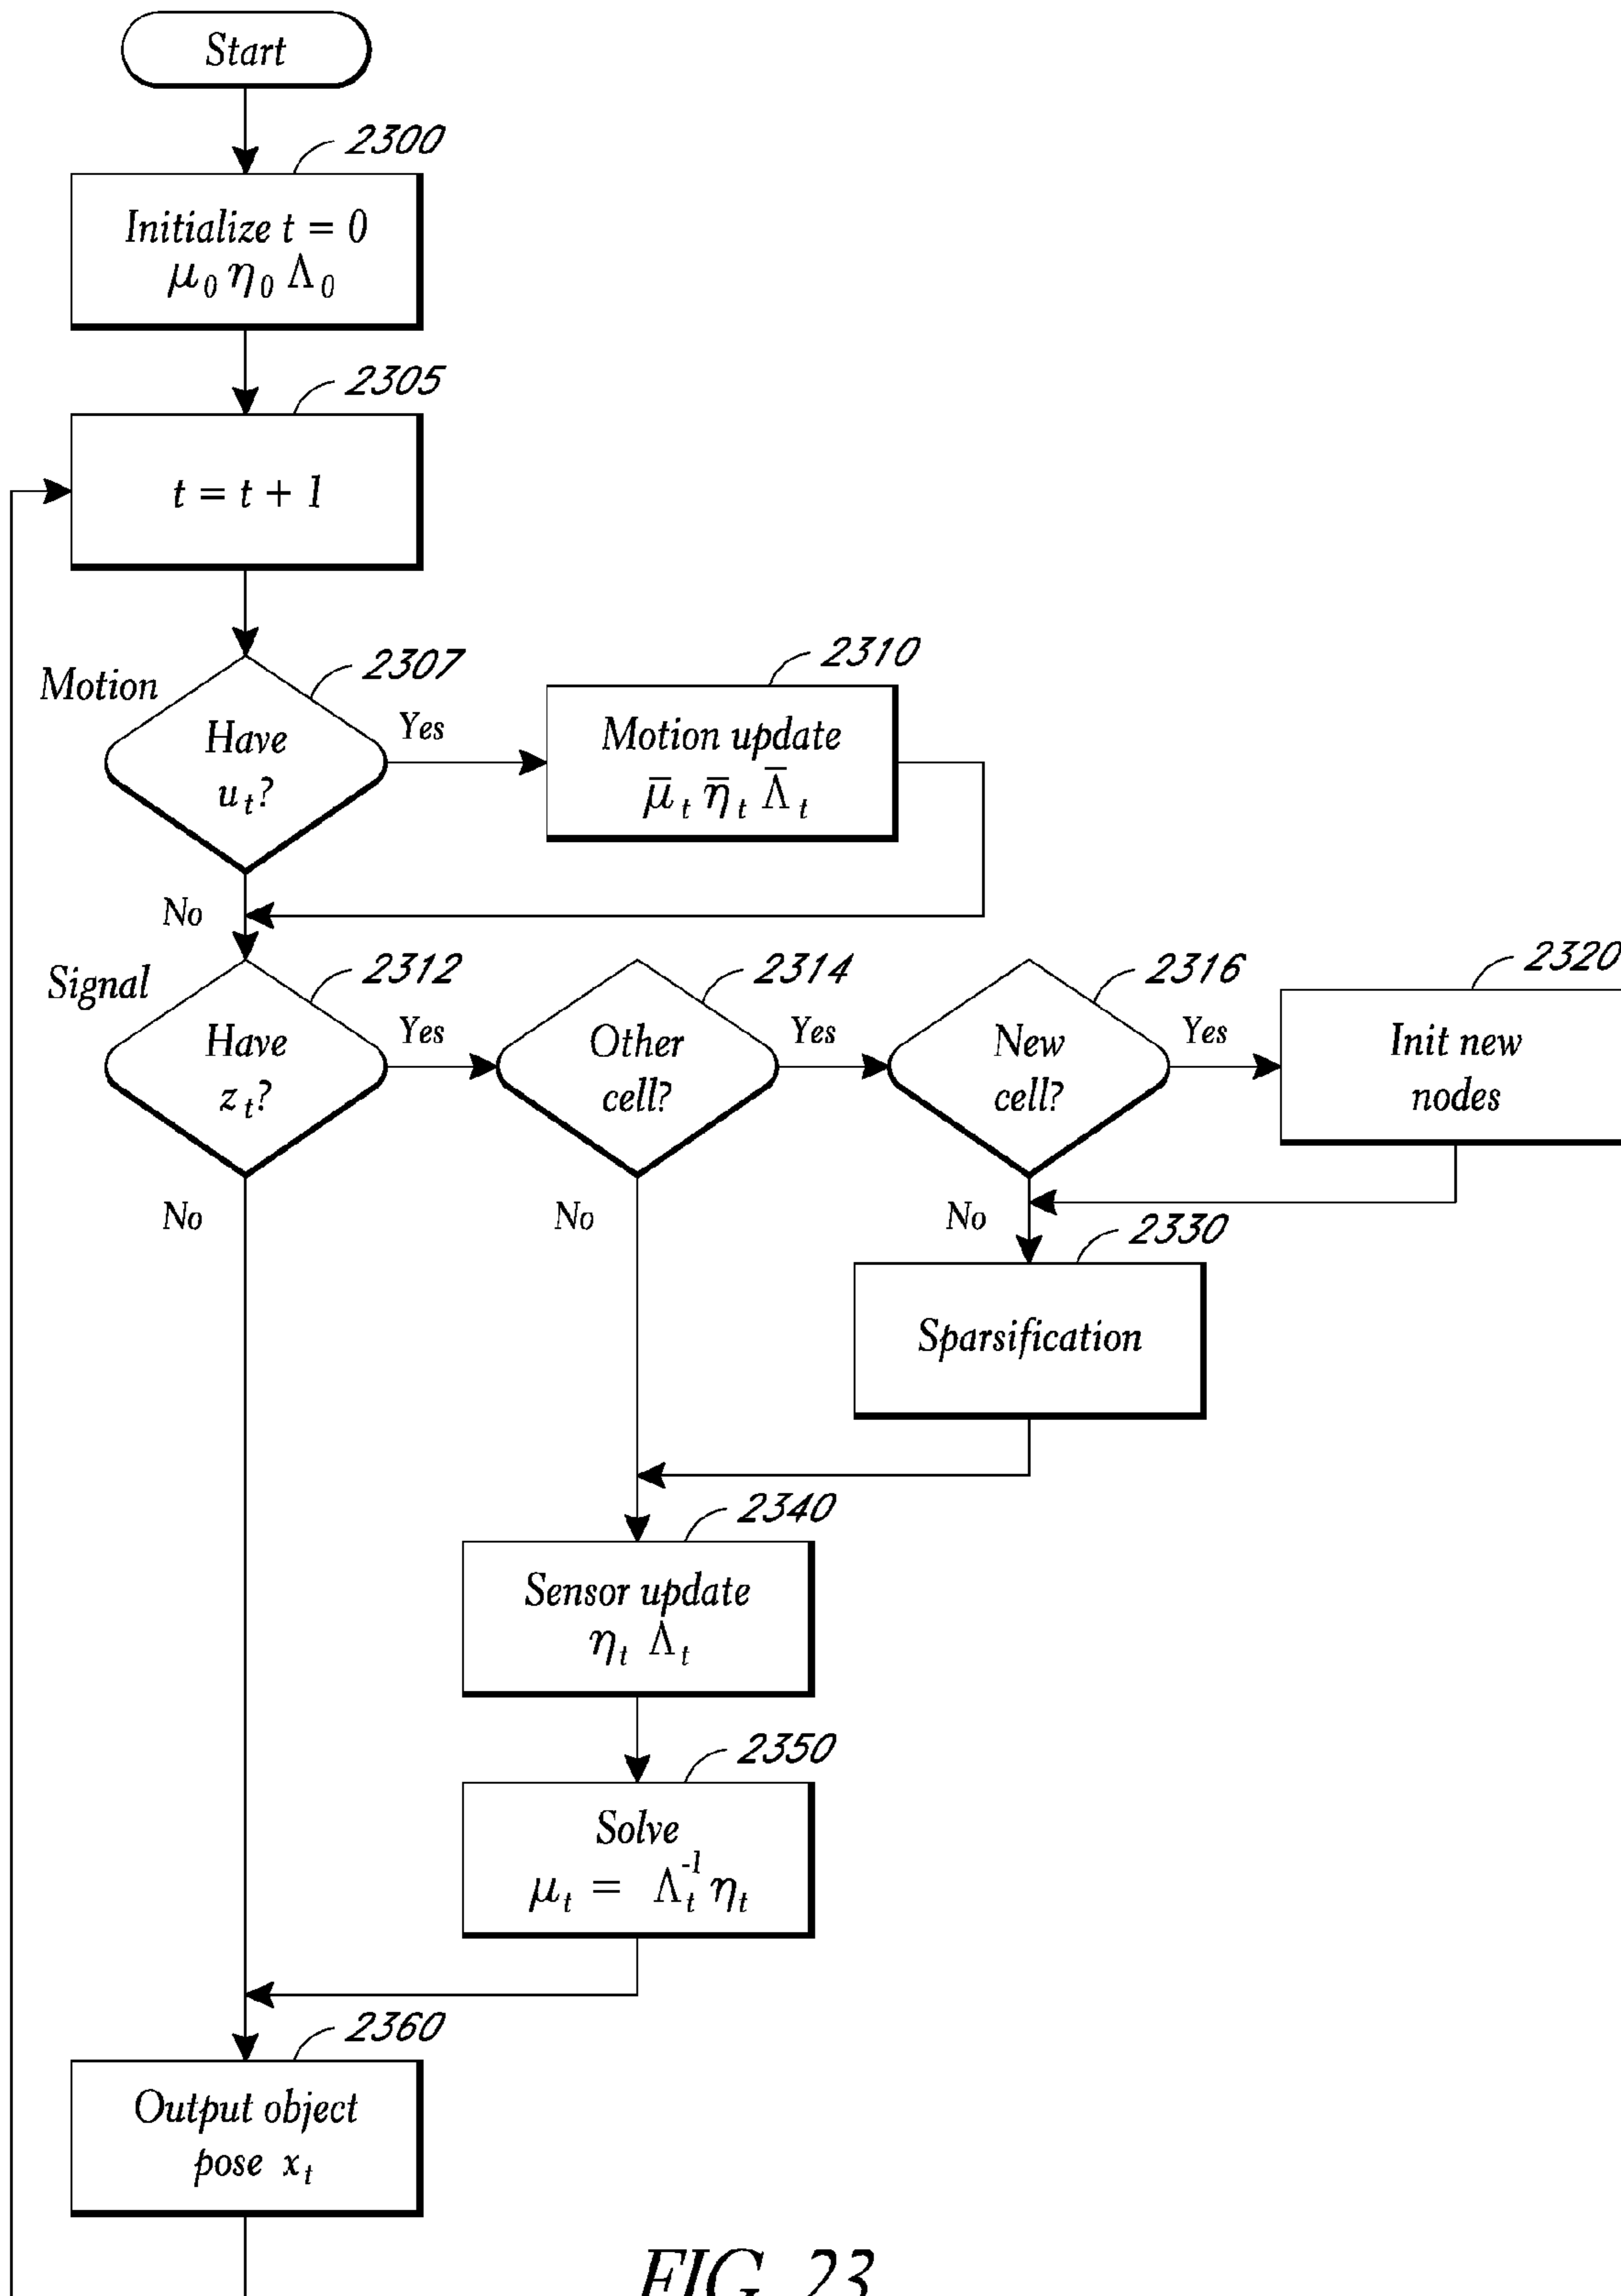 Start
2300
Initialize t = 0
μ₀ η₀ Λ₀
2305
t = t + 1
Motion
2307
Have
uₜ?
Yes
2310
Motion update
μ̅ₜ η̅ₜ Λ̅ₜ
No
Signal
2312
Have
zₜ?
Yes
2314
Other
cell?
Yes
2316
New
cell?
Yes
2320
Init new
nodes
No
No
No
2330
Sparsification
2340
Sensor update
ηₜ Λₜ
2350
Solve
μₜ = Λₜ⁻¹ ηₜ
2360
Output object
pose xₜ
FIG. 23